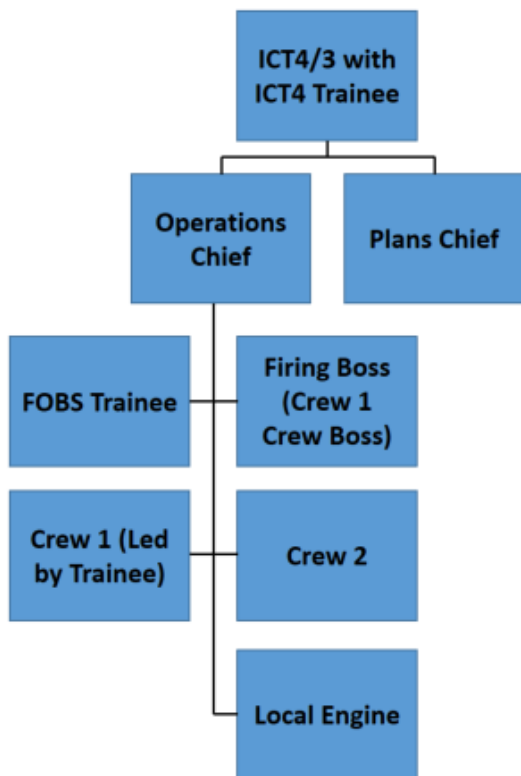 ICT4/3 with
ICT4 Trainee
Operations
Chief
Plans Chief
FOBS Trainee
Firing Boss
(Crew 1
Crew Boss)
Crew 1 (Led
by Trainee)
Crew 2
Local Engine